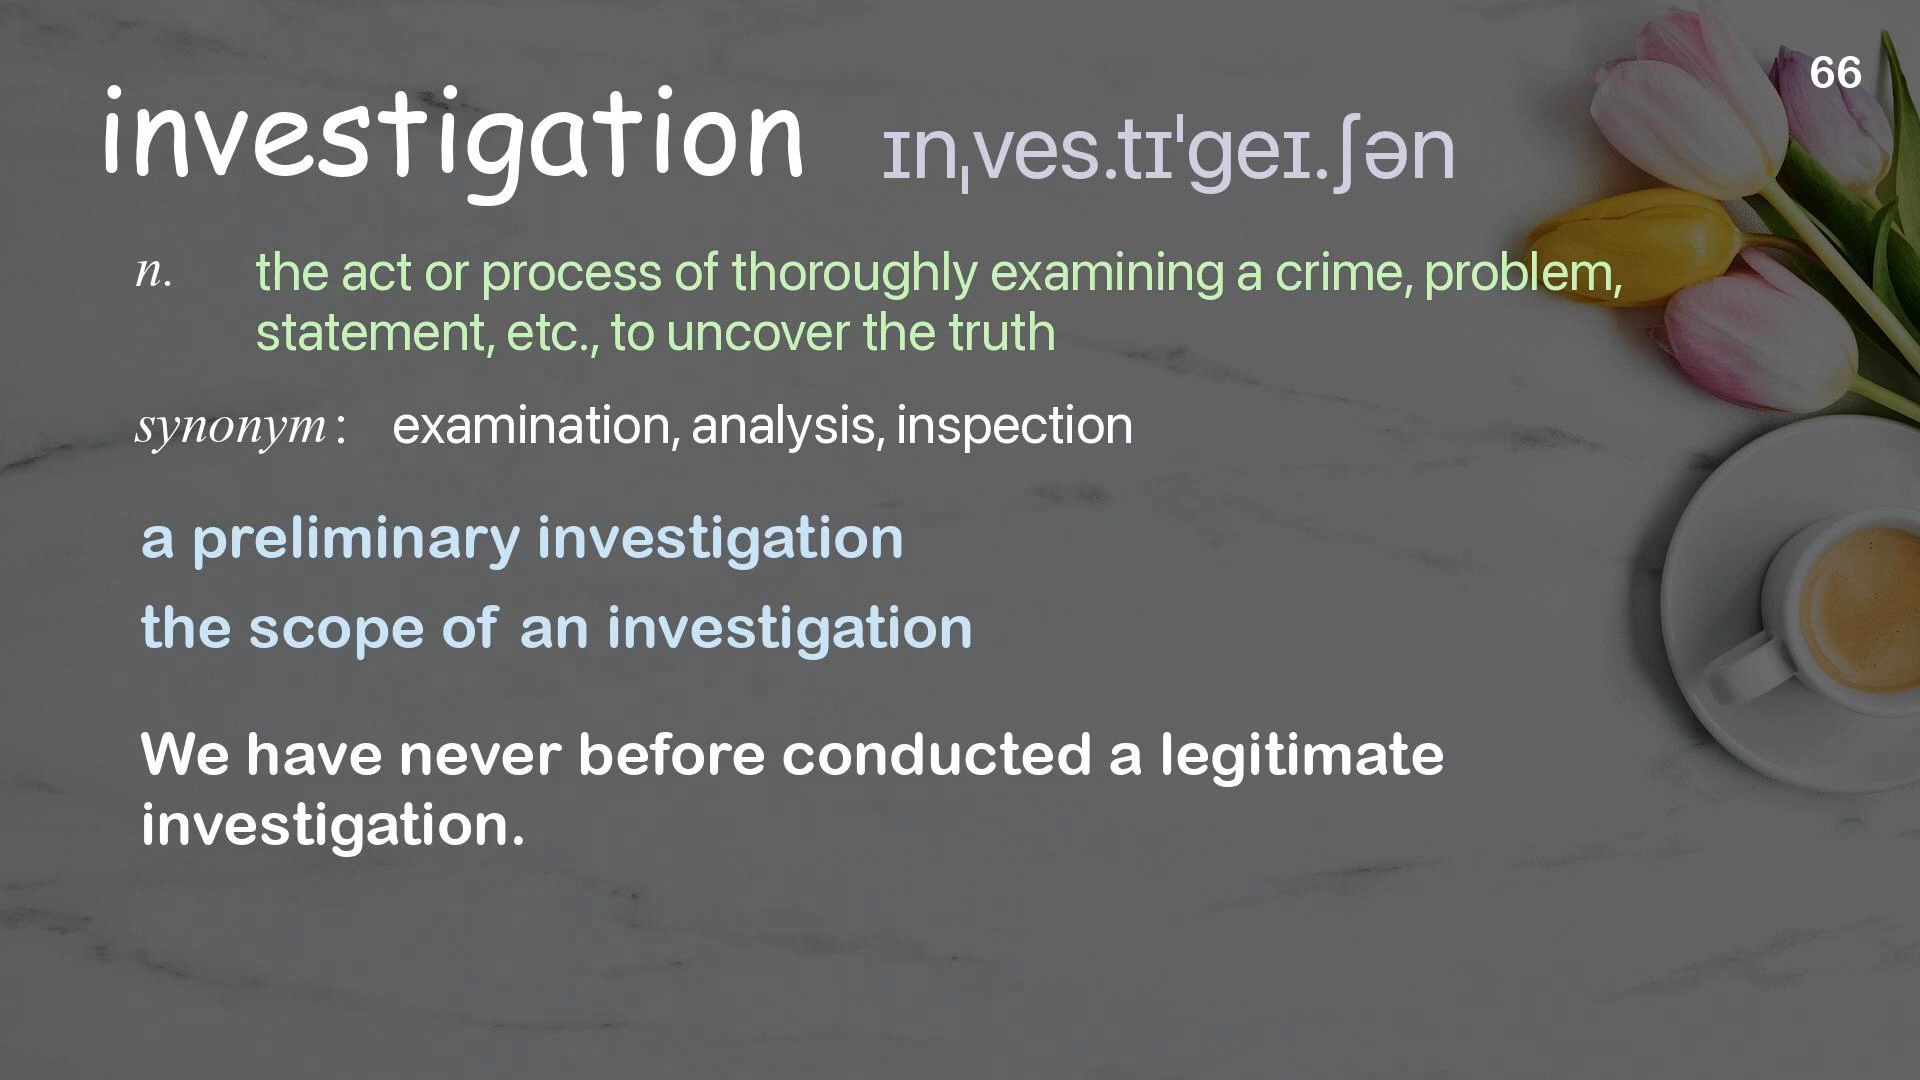 66
investigation ɪnˌves.tɪˈɡeɪ.ʃən
n. the act or process of thoroughly examining a crime, problem,
statement, etc., to uncover the truth
synonym : examination, analysis, inspection
a preliminary investigation
the scope of an investigation
We have never before conducted a legitimate
investigation.